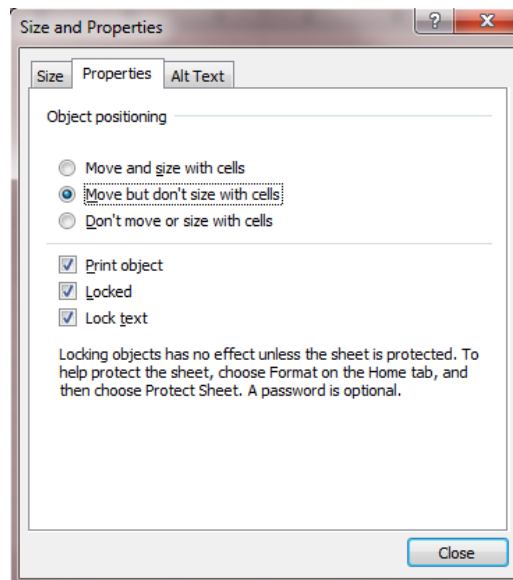 Size and Properties
Size Properties Alt Text
Object positioning
Move and size with cells
Move but don't size with cells
Don't move or size with cells
Print object
Locked
Lock text
Locking objects has no effect unless the sheet is protected. To
help protect the sheet, choose Format on the Home tab, and
then choose Protect Sheet. A password is optional.
Close